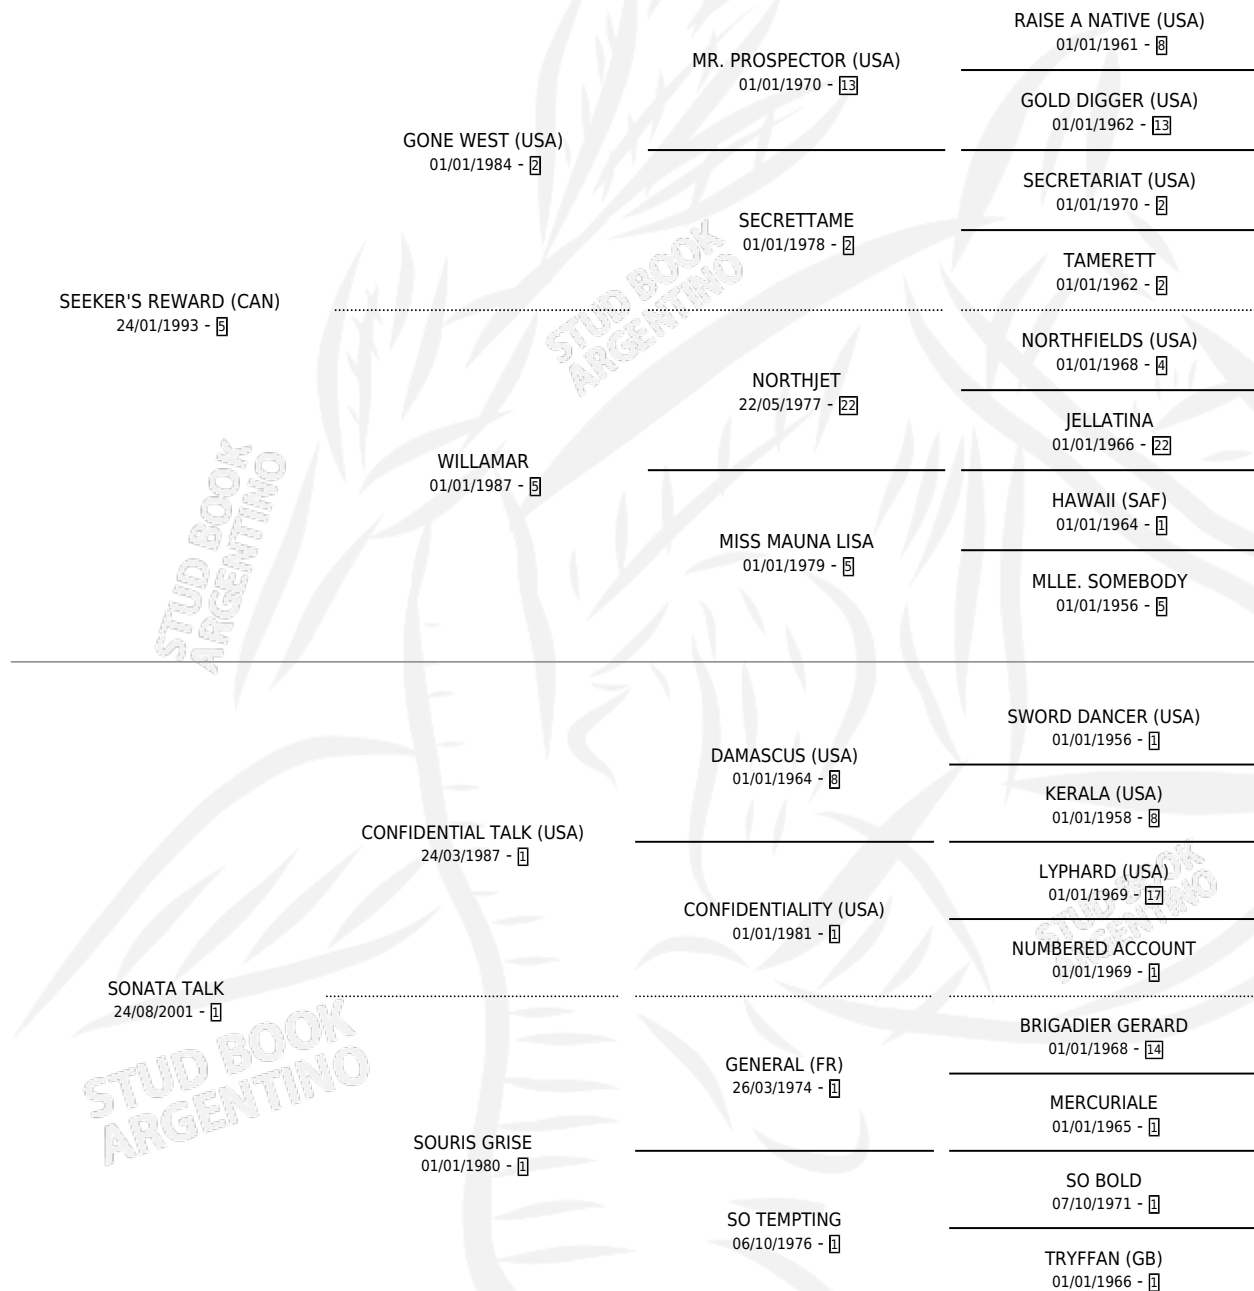 RAISE A NATIVE (USA)
01/01/1961 - 8
MR. PROSPECTOR (USA)
01/01/1970 - 13
GOLD DIGGER (USA)
01/01/1962 - 13
GONE WEST (USA)
01/01/1984 - 2
SECRETARIAT (USA)
01/01/1970 - 2
SECRETTAME
01/01/1978 - 2
TAMERETT
01/01/1962 - 2
SEEKER'S REWARD (CAN)
24/01/1993 - 5
NORTHFIELDS (USA)
01/01/1968 - 4
NORTHJET
22/05/1977 - 22
JELLATINA
01/01/1966 - 22
WILLAMAR
01/01/1987 - 5
HAWAII (SAF)
01/01/1964 - 1
MISS MAUNA LISA
01/01/1979 - 5
MLLE. SOMEBODY
01/01/1956 - 5
SWORD DANCER (USA)
01/01/1956 - 1
DAMASCUS (USA)
01/01/1964 - 8
KERALA (USA)
01/01/1958 - 8
CONFIDENTIAL TALK (USA)
24/03/1987 - 1
LYPHARD (USA)
01/01/1969 - 17
CONFIDENTIALITY (USA)
01/01/1981 - 1
NUMBERED ACCOUNT
01/01/1969 - 1
SONATA TALK
24/08/2001 - 1
BRIGADIER GERARD
01/01/1968 - 14
GENERAL (FR)
26/03/1974 - 1
MERCURIALE
01/01/1965 - 1
SOURIS GRISE
01/01/1980 - 1
SO BOLD
07/10/1971 - 1
SO TEMPTING
06/10/1976 - 1
TRYFFAN (GB)
01/01/1966 - 1
STUD BOOK
ARGENTINO
STUD BOOK
ARGENTINO
STUD BOOK
ARGENTINO
STUD BOOK
ARGENTINO